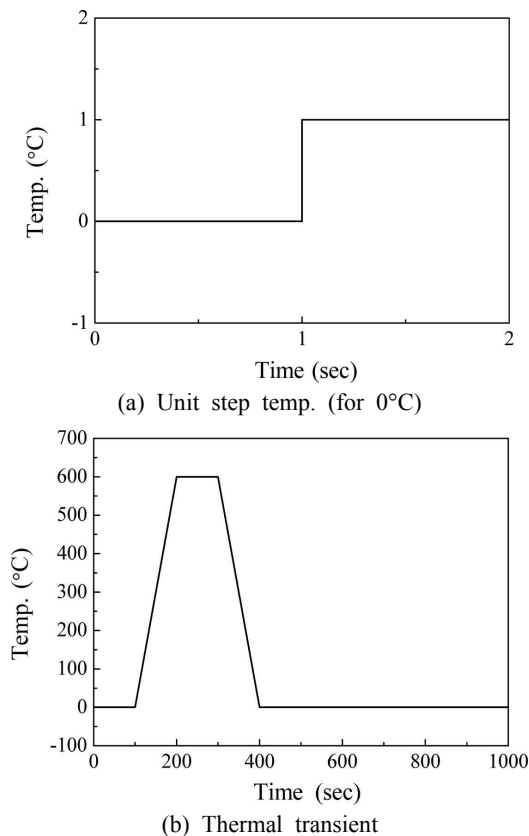 2
1
0
-1
Temp. (°C)
0 1 2
Time (sec)
(a) Unit step temp. (for 0°C)
700
600
500
400
300
200
100
0
-100
Temp. (°C)
0 200 400 600 800 1000
Time (sec)
(b) Thermal transient